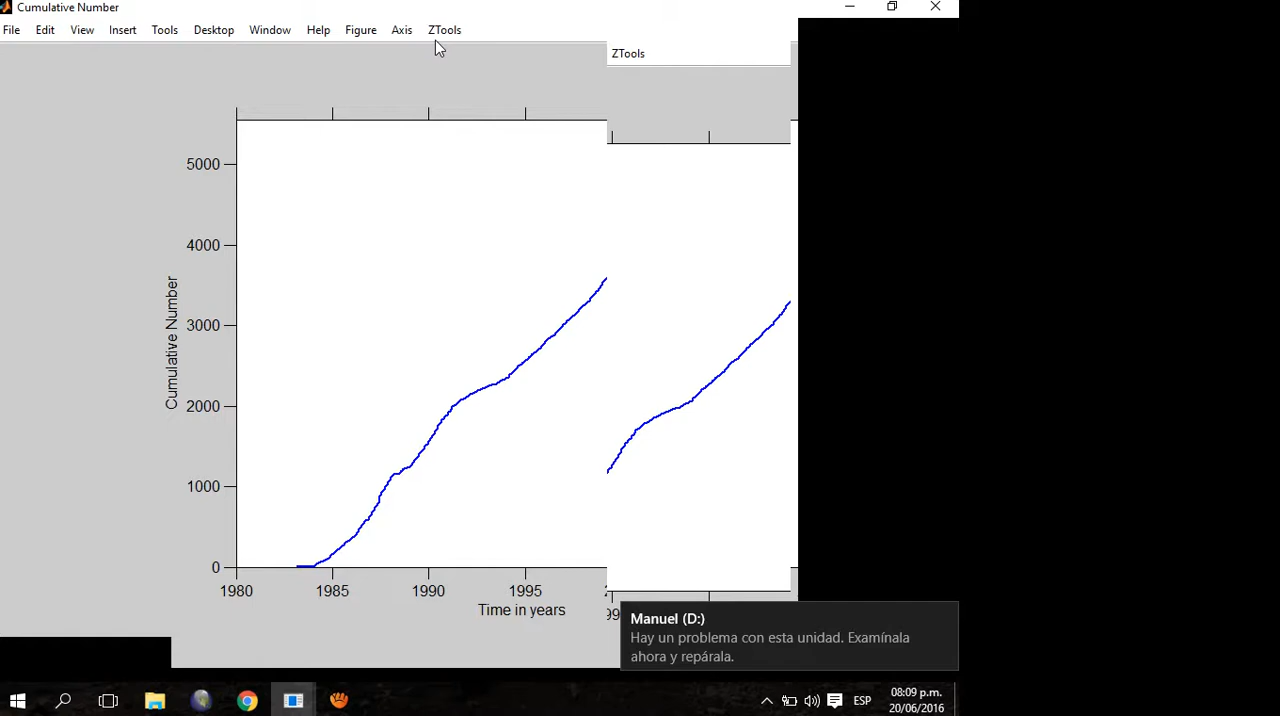 Cumulative Number
File Edit View Insert Tools Desktop Window Help Figure Axis ZTools
ZTools
5000
4000
3000
2000
1000
0
Cumulative Number
1980 1985 1990 1995
Time in years
Manuel (D:)
Hay un problema con esta unidad. Examínala
ahora y repárala.
ESP
08:09 p.m.
20/06/2016